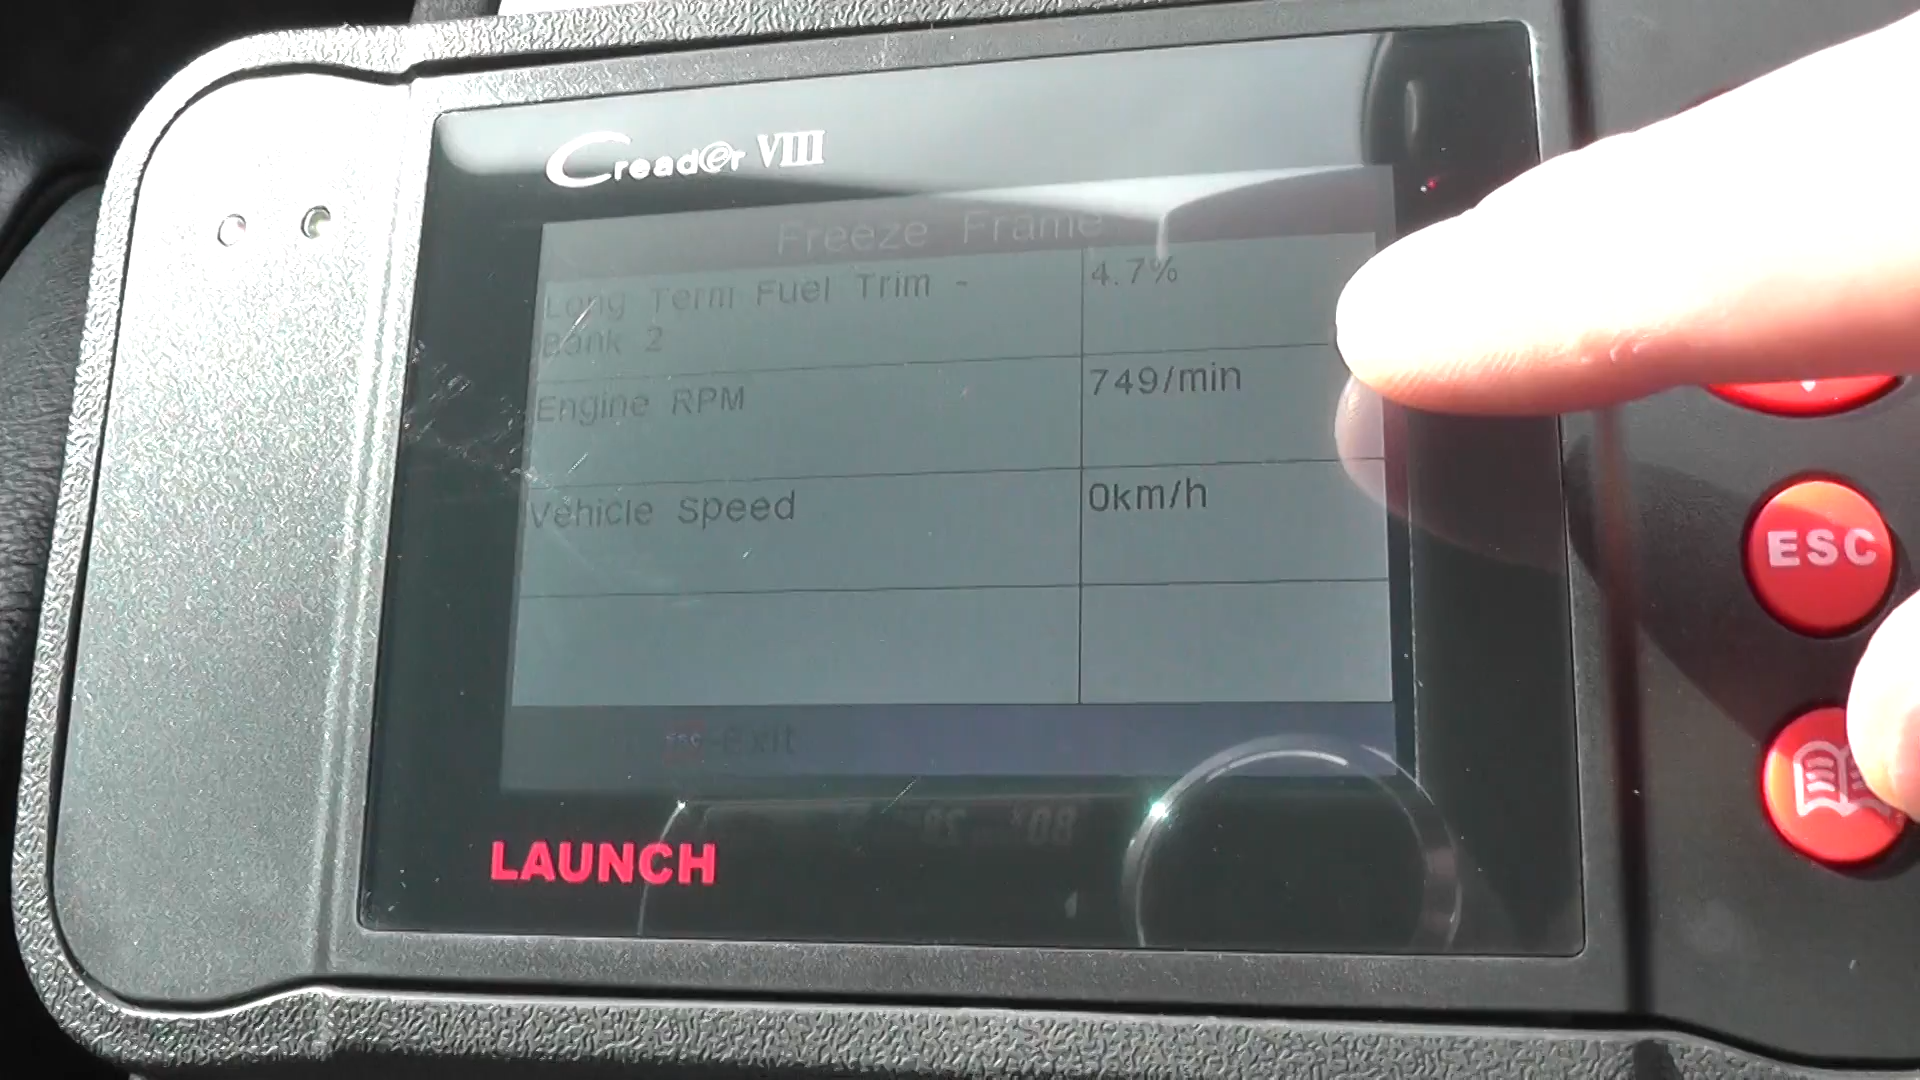 Creader VIII
Freeze Frame
Long Term Fuel Trim - 4.7%
Bank 2
Engine RPM 749/min
Vehicle Speed 0km/h
ESC
-exit
LAUNCH